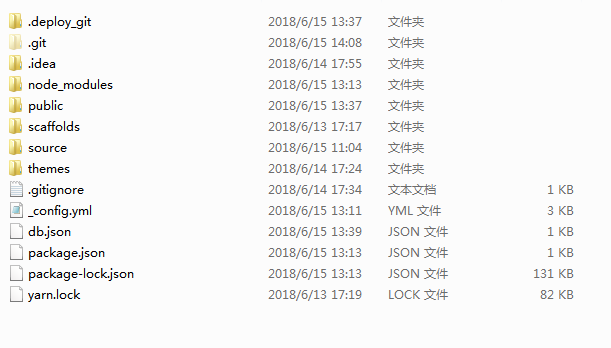 .deploy_git 2018/6/15 13:37 文件夹
.git 2018/6/15 14:08 文件夹
.idea 2018/6/14 17:55 文件夹
node_modules 2018/6/15 13:13 文件夹
public 2018/6/15 13:37 文件夹
scaffolds 2018/6/13 17:17 文件夹
source 2018/6/15 11:04 文件夹
themes 2018/6/14 17:24 文件夹
.gitignore 2018/6/14 17:34 文本文档 1 KB
_config.yml 2018/6/15 13:11 YML 文件 3 KB
db.json 2018/6/15 13:39 JSON 文件 1 KB
package.json 2018/6/15 13:13 JSON 文件 1 KB
package-lock.json 2018/6/15 13:13 JSON 文件 131 KB
yarn.lock 2018/6/13 17:19 LOCK 文件 82 KB